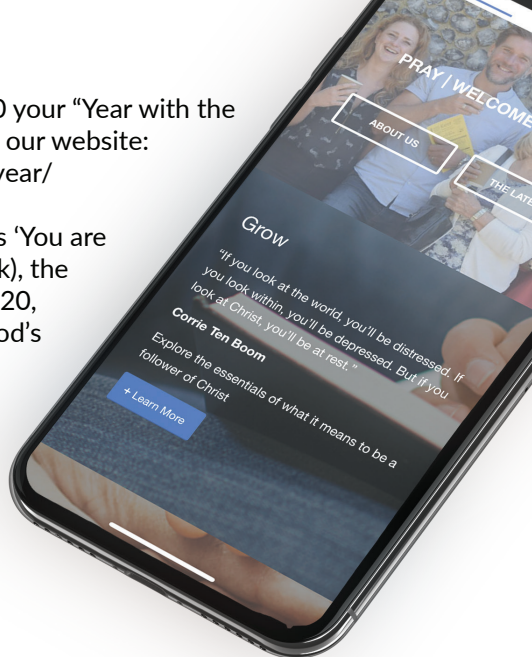 0 your “Year with the
our website:
year/
s ‘You are
k), the
20,
od’s
PRAY | WELCOME
ABOUT US
THE LATE
Grow
“If you look at the world, you’ll be distressed. If
you look within, you’ll be depressed. But if you
look at Christ, you’ll be at rest.”
Corrie Ten Boom
Explore the essentials of what it means to be a
follower of Christ
+ Learn More